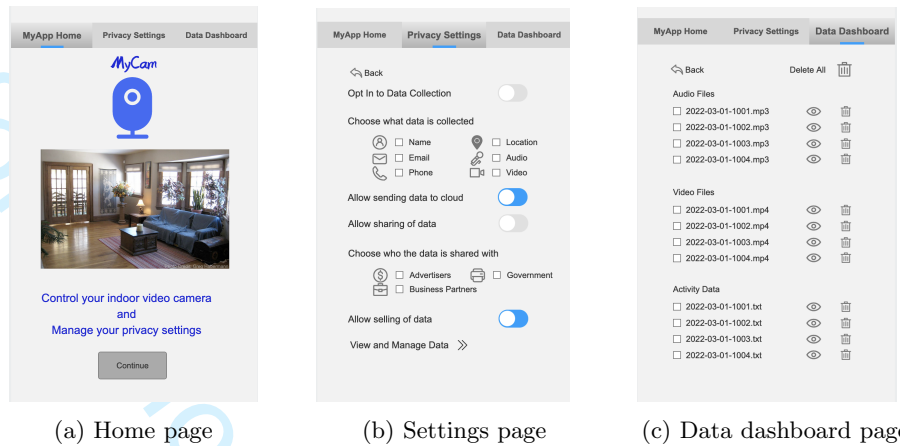 MyApp Home Privacy Settings Data Dashboard
MyCam
Control your indoor video camera
and
Manage your privacy settings
Continue
(a) Home page
MyApp Home Privacy Settings Data Dashboard
Back
Opt In to Data Collection
Choose what data is collected
Name Location
Email Audio
Phone Video
Allow sending data to cloud
Allow sharing of data
Choose who the data is shared with
Advertisers Government
Business Partners
Allow selling of data
View and Manage Data
(b) Settings page
MyApp Home Privacy Settings Data Dashboard
Back Delete All
Audio Files
2022-03-01-1001.mp3
2022-03-01-1002.mp3
2022-03-01-1003.mp3
2022-03-01-1004.mp3
Video Files
2022-03-01-1001.mp4
2022-03-01-1002.mp4
2022-03-01-1003.mp4
2022-03-01-1004.mp4
Activity Data
2022-03-01-1001.txt
2022-03-01-1002.txt
2022-03-01-1003.txt
2022-03-01-1004.txt
(c) Data dashboard page